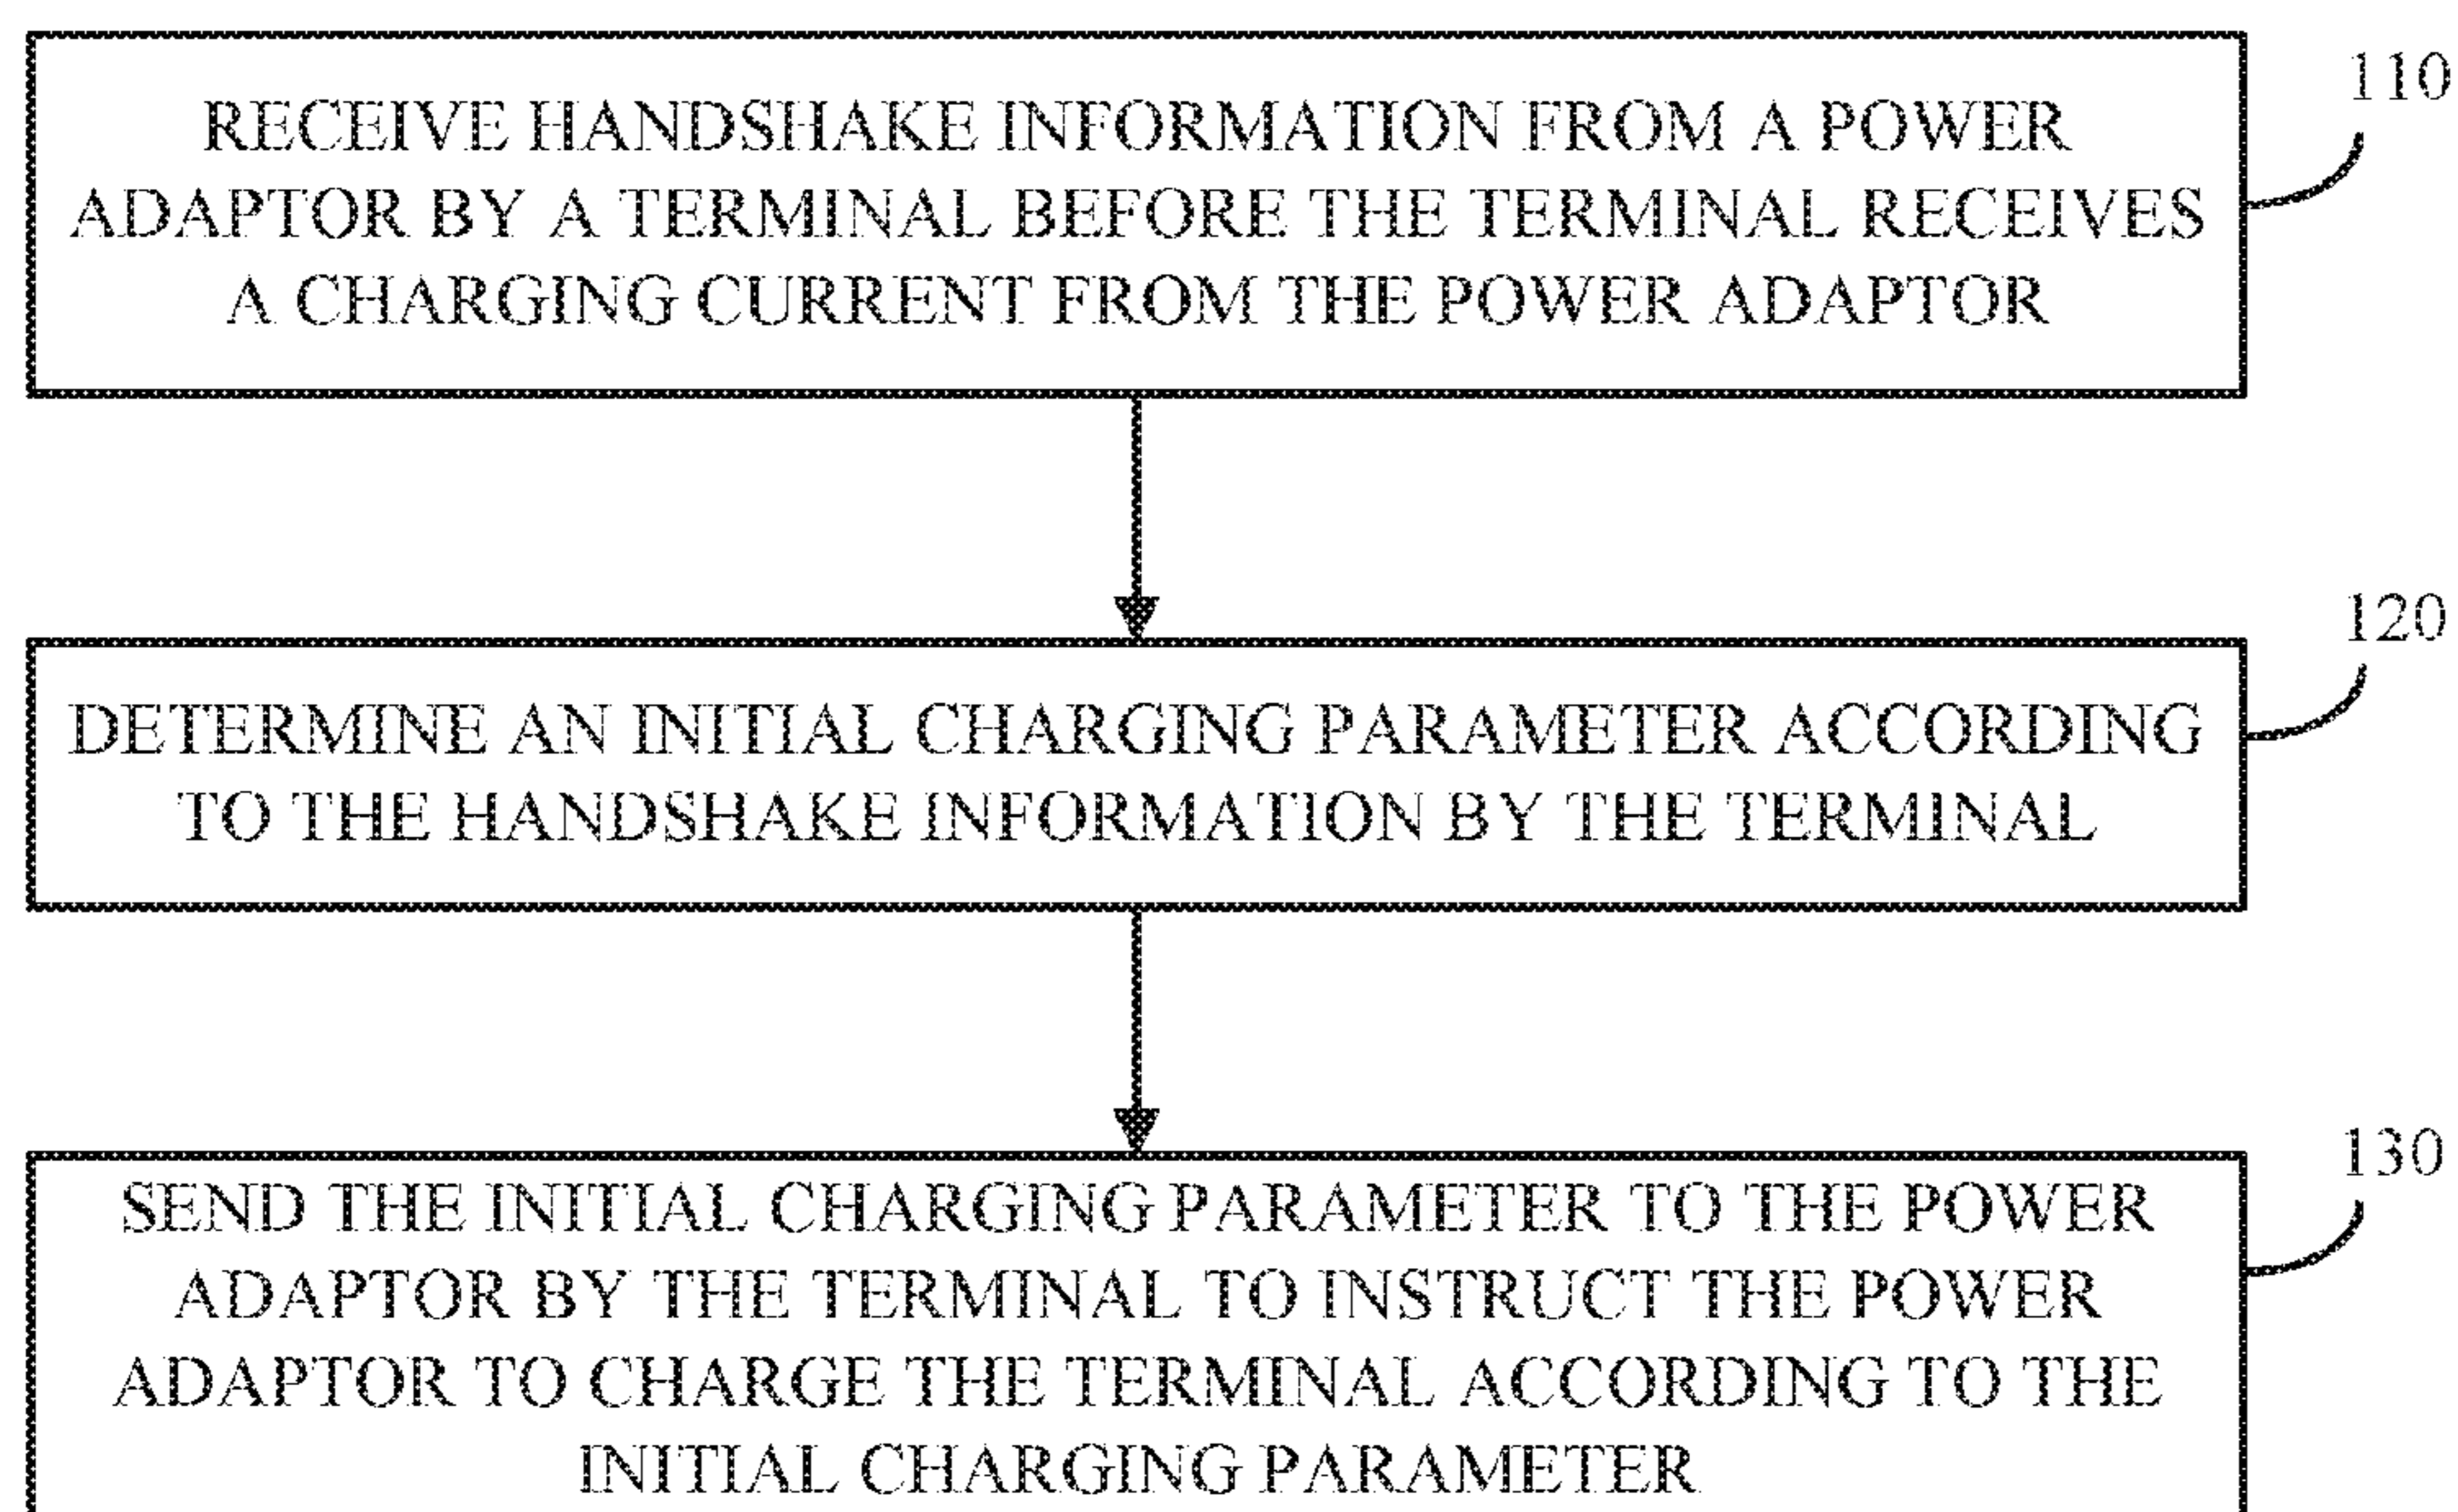 110
RECEIVE HANDSHAKE INFORMATION FROM A POWER
ADAPTOR BY A TERMINAL BEFORE THE TERMINAL RECEIVES
A CHARGING CURRENT FROM THE POWER ADAPTOR
120
DETERMINE AN INITIAL CHARGING PARAMETER ACCORDING
TO THE HANDSHAKE INFORMATION BY THE TERMINAL
130
SEND THE INITIAL CHARGING PARAMETER TO THE POWER
ADAPTOR BY THE TERMINAL TO INSTRUCT THE POWER
ADAPTOR TO CHARGE THE TERMINAL ACCORDING TO THE
INITIAL CHARGING PARAMETER